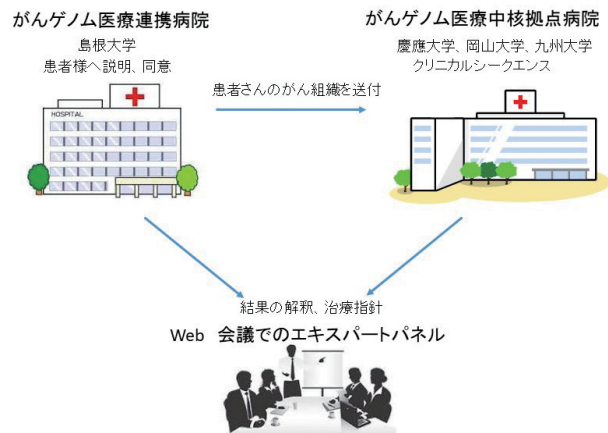 がんゲノム医療連携病院
島根大学
患者様へ説明、同意
HOSPITAL
患者さんのがん組織を送付
がんゲノム医療中核拠点病院
慶應大学、岡山大学、九州大学
クリニカルシークエンス
結果の解釈、治療指針
Web 会議でのエキスパートパネル